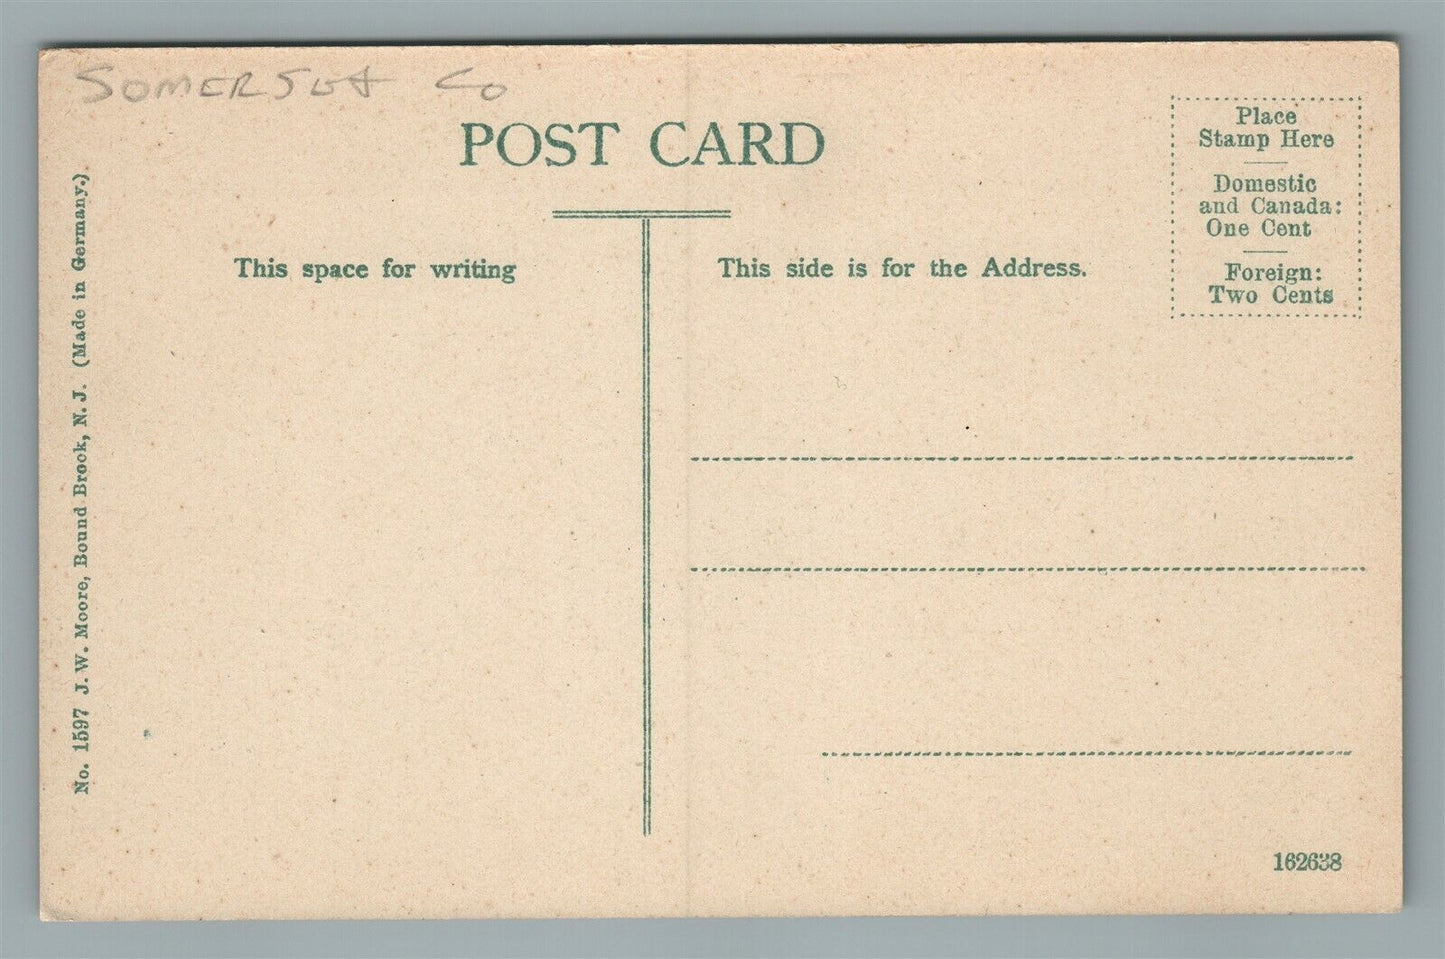 SOMERSET CO
POST CARD
Place
Stamp Here
Domestic
and Canada:
One Cent
Foreign:
Two Cents
This space for writing
This side is for the Address.
No. 1597 J. W. Moore, Bound Brook, N. J. (Made in Germany.)
162638